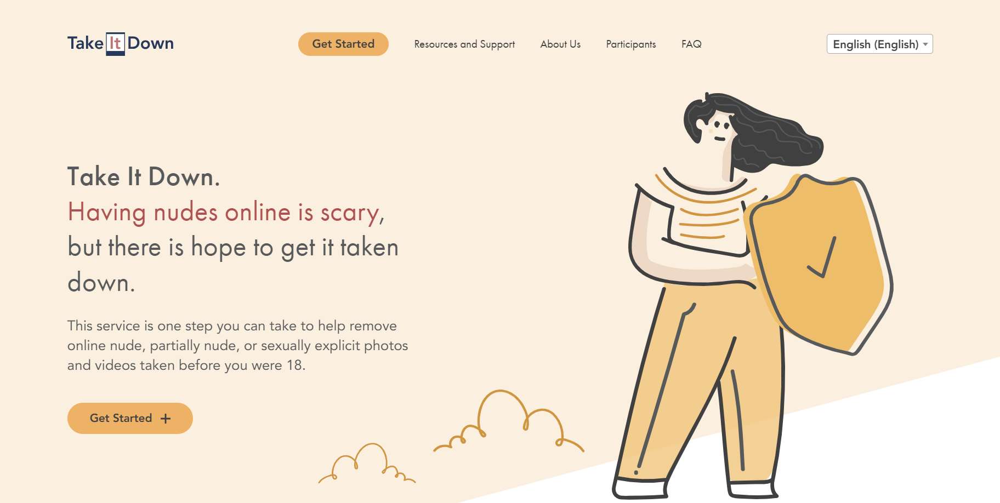 Take It Down
Get Started
Resources and Support
About Us
Participants
FAQ
English (English)
Take It Down.
Having nudes online is scary,
but there is hope to get it taken
down.
This service is one step you can take to help remove
online nude, partially nude, or sexually explicit photos
and videos taken before you were 18.
Get Started +